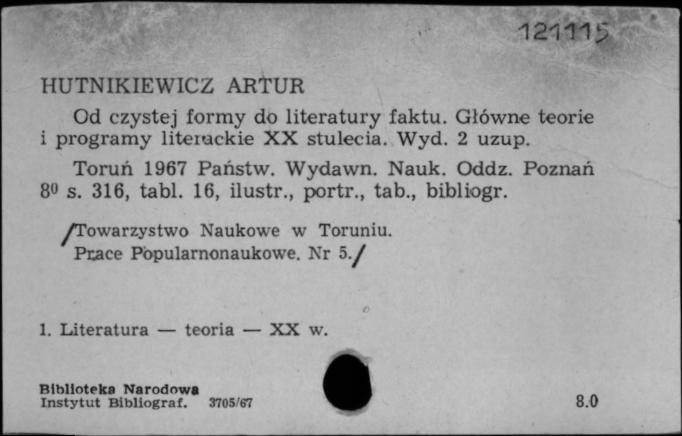 121115
HUTNIKIEWICZ ARTUR
Od czystej formy do literatury faktu. Główne teorie
i programy literackie XX stulecia. Wyd. 2 uzup.
Toruń 1967 Państw. Wydawn. Nauk. Oddz. Poznań
8⁰ s. 316, tabl. 16, ilustr., portr., tab., bibliogr.
/Towarzystwo Naukowe w Toruniu.
Prace Popularnonaukowe. Nr 5./
1. Literatura — teoria — XX w.
Biblioteka Narodowa
Instytut Bibliograf. 3705/67
8.0